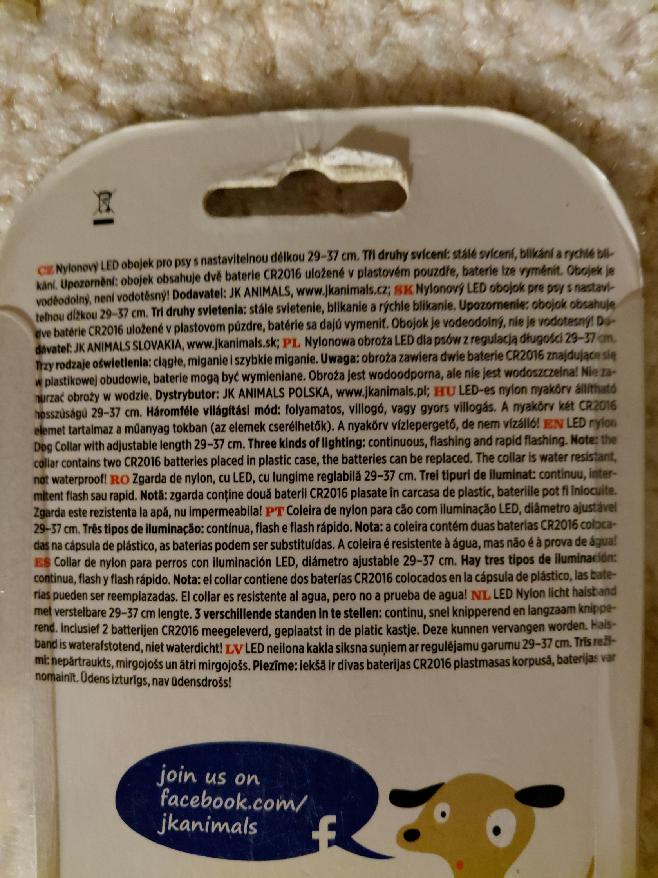 CZ Nylonový LED obojek pro psy s nastavitelnou délkou 29-37 cm. Tři druhy svícení: stálé svícení, blikání a rychlé bli-
kání. Upozornění: obojek obsahuje dvě baterie CR2016 uložené v plastovém pouzdře, baterie lze vyměnit. Obojek je
voděodolný, není vodotěsný! Dodavatel: JK ANIMALS, www.jkanimals.cz; SK Nylonový LED obojok pre psy s nastavi-
teľnou dĺžkou 29-37 cm. Tri druhy svietenia: stále svietenie, blikanie a rýchle blikanie. Upozornenie: obojok obsahuje
dve batérie CR2016 uložené v plastovom púzdre, batérie sa dajú vymeniť. Obojok je vodeodolný, nie je vodotesný! Do-
dávateľ: JK ANIMALS SLOVAKIA, www.jkanimals.sk; PL Nylonowa obroża LED dla psów z regulacją długości 29-37 cm.
Trzy rodzaje oświetlenia: ciągłe, miganie i szybkie miganie. Uwaga: obroża zawiera dwie baterie CR2016 znajdujące się
w plastikowej obudowie, baterie mogą być wymieniane. Obroża jest wodoodporna, ale nie jest wodoszczelna! Nie za-
nurzać obroży w wodzie. Dystrybutor: JK ANIMALS POLSKA, www.jkanimals.pl; HU LED-es nylon nyakörv állítható
hosszúságú 29-37 cm. Háromféle világítási mód: folyamatos, villogó, vagy gyors villogás. A nyakörv két CR2016
elemet tartalmaz a műanyag tokban (az elemek cserélhetők). A nyakörv vízlepergető, de nem vízálló! EN LED nylon
Dog Collar with adjustable length 29-37 cm. Three kinds of lighting: continuous, flashing and rapid flashing. Note: the
collar contains two CR2016 batteries placed in plastic case, the batteries can be replaced. The collar is water resistant,
not waterproof! RO Zgarda de nylon, cu LED, cu lungime reglabilă 29-37 cm. Trei tipuri de iluminat: continuu, inter-
mitent flash sau rapid. Notă: zgarda conține două baterii CR2016 plasate în carcasa de plastic, bateriile pot fi inlocuite.
Zgarda este rezistenta la apă, nu impermeabila! PT Coleira de nylon para cão com iluminação LED, diâmetro ajustável
29-37 cm. Três tipos de iluminação: contínua, flash e flash rápido. Nota: a coleira contém duas baterias CR2016 coloca-
das na cápsula de plástico, as baterias podem ser substituídas. A coleira é resistente à água, mas não é à prova de água!
ES Collar de nylon para perros con iluminación LED, diámetro ajustable 29-37 cm. Hay tres tipos de iluminación:
continua, flash y flash rápido. Nota: el collar contiene dos baterías CR2016 colocados en la cápsula de plástico, las bate-
rías pueden ser reemplazadas. El collar es resistente al agua, pero no a prueba de agua! NL LED Nylon licht halsband
met verstelbare 29-37 cm lengte. 3 verschillende standen in te stellen: continu, snel knipperend en langzaam knippe-
rend. Inclusief 2 batterijen CR2016 meegeleverd, geplaatst in de platic kastje. Deze kunnen vervangen worden. Hals-
band is waterafstotend, niet waterdicht! LV LED neilona kakla siksna suņiem ar regulējamu garumu 29-37 cm. Trīs reži-
mi: nepārtraukts, mirgojošs un ātri mirgojošs. Piezīme: iekšā ir divas baterijas CR2016 plastmasas korpusā, baterijas var
nomainīt. Ūdens izturīgs, nav ūdensdrošs!
join us on
facebook.com/
jkanimals
f